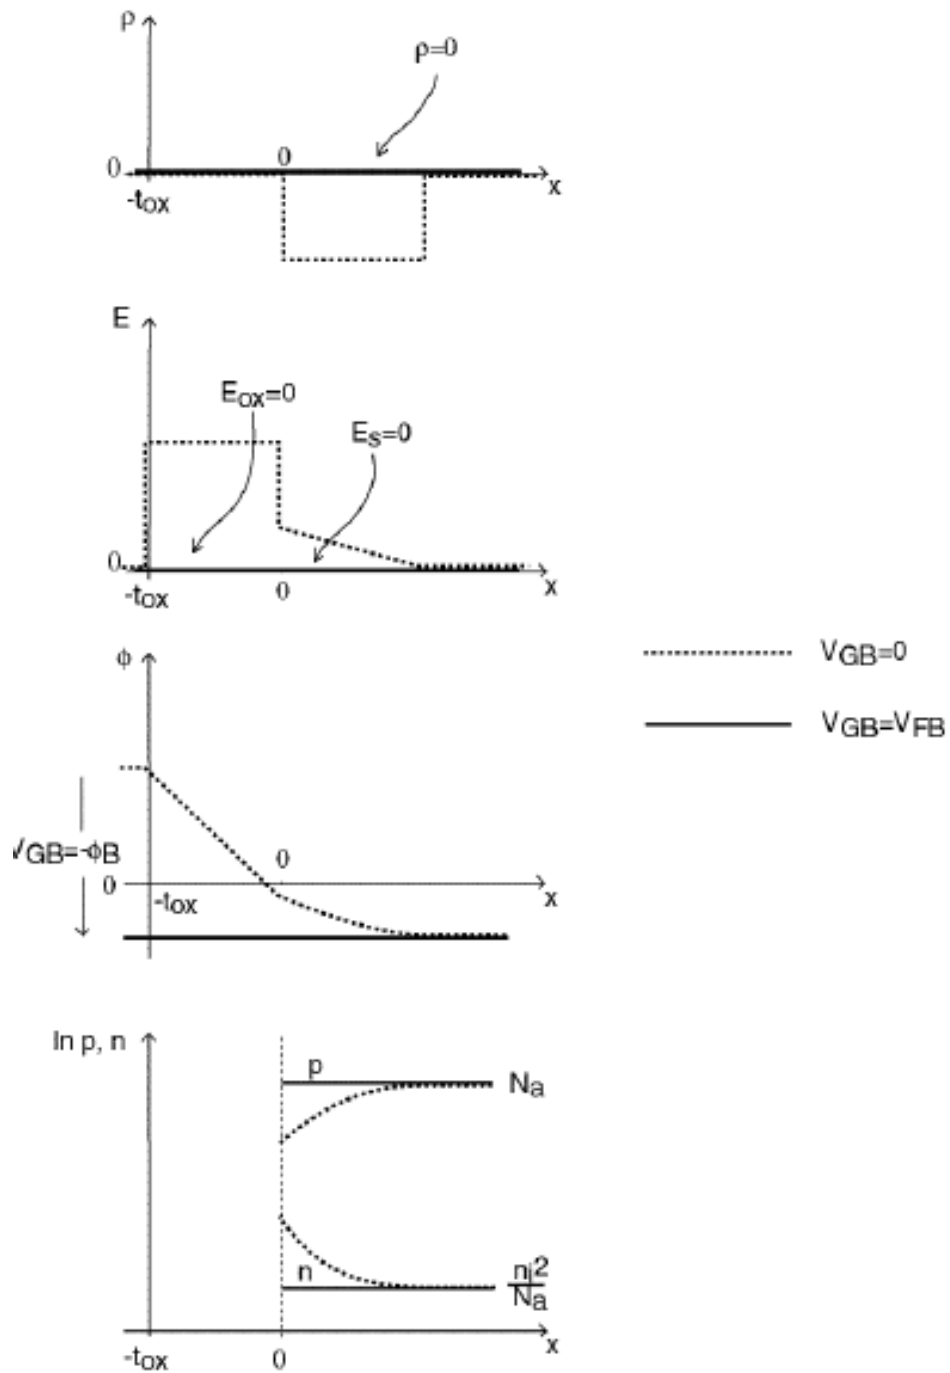 ρ
ρ=0
0
0
-tox
x
E
Eox=0
Es=0
0
-tox
0
x
VGB=0
VGB=VFB
ϕ
VGB=-ϕB
0
0
-tox
x
ln p, n
p
Na
n
ni²
Na
-tox
0
x